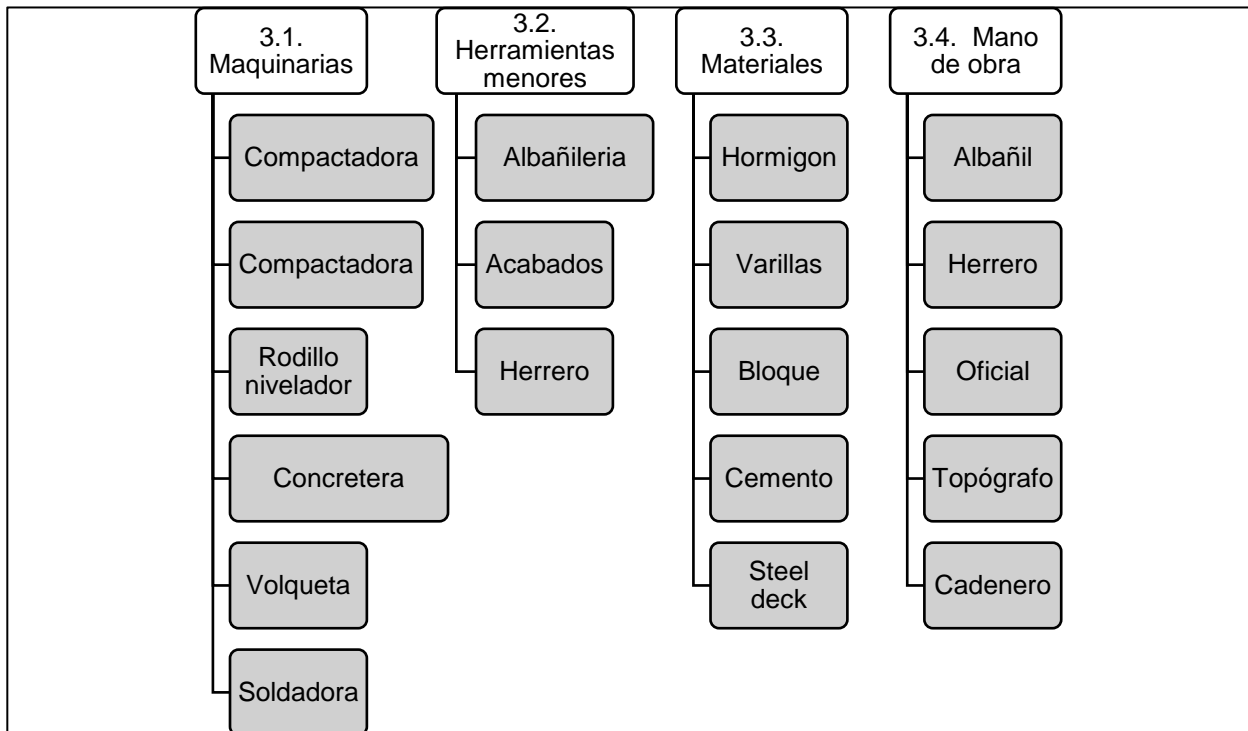 3.1.
Maquinarias
Compactadora
Compactadora
Rodillo
nivelador
Concretera
Volqueta
Soldadora
3.2.
Herramientas
menores
Albañileria
Acabados
Herrero
3.3.
Materiales
Hormigon
Varillas
Bloque
Cemento
Steel
deck
3.4. Mano
de obra
Albañil
Herrero
Oficial
Topógrafo
Cadenero